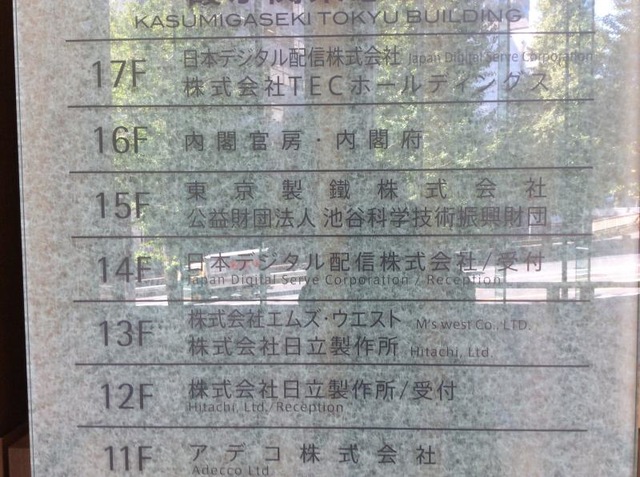 KASUMIGASEKI TOKYU BUILDING
17F 日本デジタル配信株式会社 Japan Digital Serve Corporation
株式会社TECホールディングス
16F 内閣官房・内閣府
15F 東京製鐵株式会社
公益財団法人 池谷科学技術振興財団
14F 日本デジタル配信株式会社/受付
Japan Digital Serve Corporation / Reception
13F 株式会社エムズ・ウエスト M's west Co., LTD.
株式会社日立製作所 Hitachi, Ltd.
12F 株式会社日立製作所/受付
Hitachi, Ltd./Reception
11F アデコ株式会社
Adecco Ltd